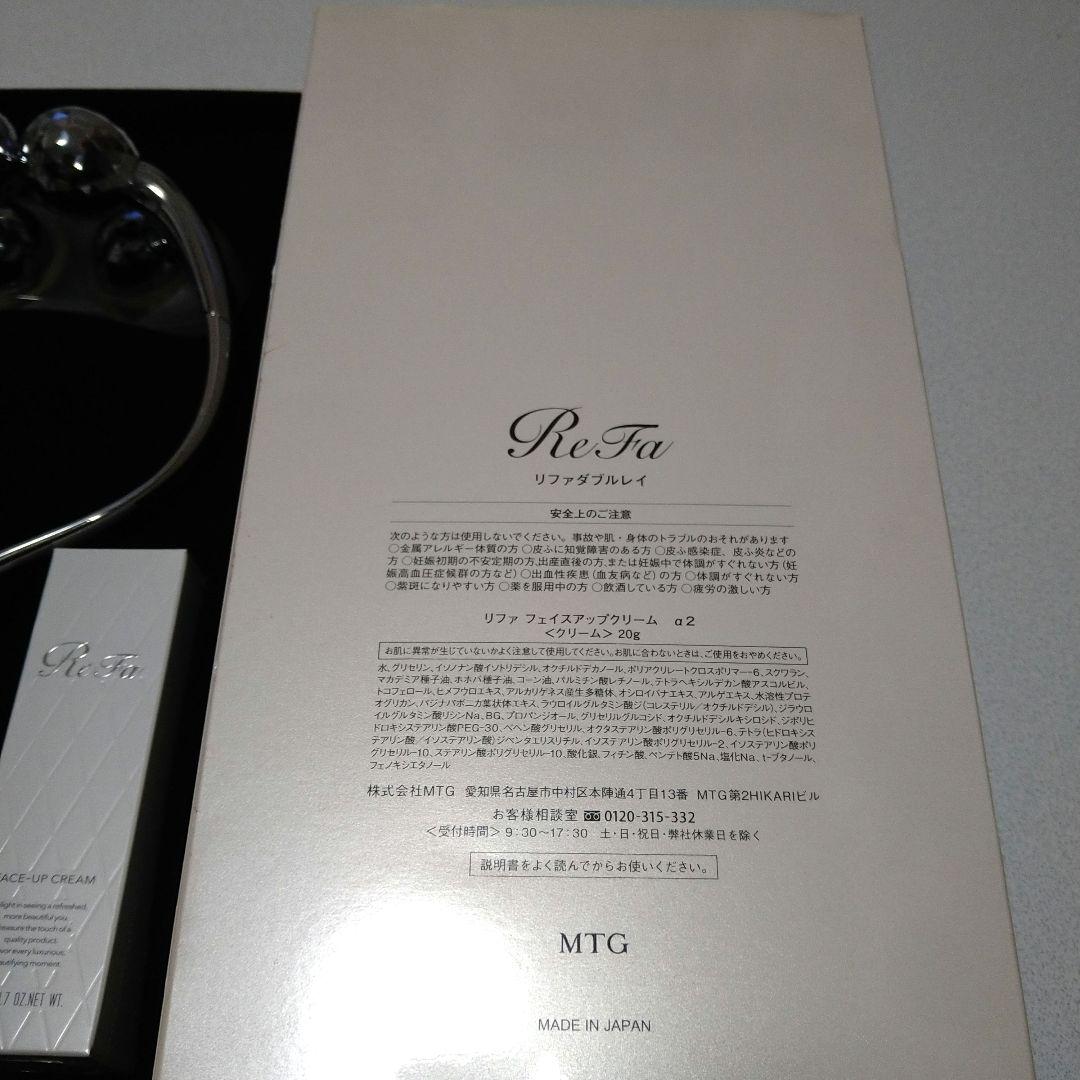 ReFa
リファダブルレイ
安全上のご注意
次のような方は使用しないでください。事故や肌・身体のトラブルのおそれがあります
○金属アレルギー体質の方 ○皮ふに知覚障害のある方 ○皮ふ感染症、皮ふ炎などの
方 ○妊娠初期の不安定期の方,出産直後の方,または妊娠中で体調がすぐれない方(妊
娠高血圧症候群の方など) ○出血性疾患(血友病など)の方 ○体調がすぐれない方
○紫斑になりやすい方 ○薬を服用中の方 ○飲酒している方 ○疲労の激しい方
リファ フェイスアップクリーム α2
<クリーム> 20g
お肌に異常が生じていないかよく注意して使用してください。お肌に合わないときは、ご使用をおやめください。
水、グリセリン、イソノナン酸イソトリデシル、オクチルドデカノール、ポリアクリレートクロスポリマー-6、スクワラン、
マカデミア種子油、ホホバ種子油、コーン油、パルミチン酸レチノール、テトラヘキシルデカン酸アスコルビル、
トコフェロール、ヒメフウロエキス、アルカリゲネス産生多糖体、オシロイバナエキス、アルゲエキス、水溶性プロテ
オグリカン、パジナパボニカ葉状体エキス、ラウロイルグルタミン酸ジ(コレステリル/オクチルドデシル)、ジラウロ
イルグルタミン酸リシンNa、BG、プロパンジオール、グリセリルグルコシド、オクチルドデシルキシロシド、ジポリヒ
ドロキシステアリン酸PEG-30、ベヘン酸グリセリル、オクタステアリン酸ポリグリセリル-6、テトラ(ヒドロキシス
テアリン酸/イソステアリン酸)ジペンタエリスリチル、イソステアリン酸ポリグリセリル-2、イソステアリン酸ポリ
グリセリル-10、ステアリン酸ポリグリセリル-10、酸化銀、フィチン酸、ペンテト酸5Na、塩化Na、t-ブタノール、
フェノキシエタノール
株式会社MTG 愛知県名古屋市中村区本陣通4丁目13番 MTG第2HIKARIビル
お客様相談室 0120-315-332
<受付時間> 9:30~17:30 土・日・祝日・弊社休業日を除く
説明書をよく読んでからお使いください。
MTG
MADE IN JAPAN
ReFa
FACE-UP CREAM
light in seeing a refreshed,
more beautiful you.
treasure the touch of a
quality product.
every luxurious,
beautifying moment.
.7 OZ.NET WT.